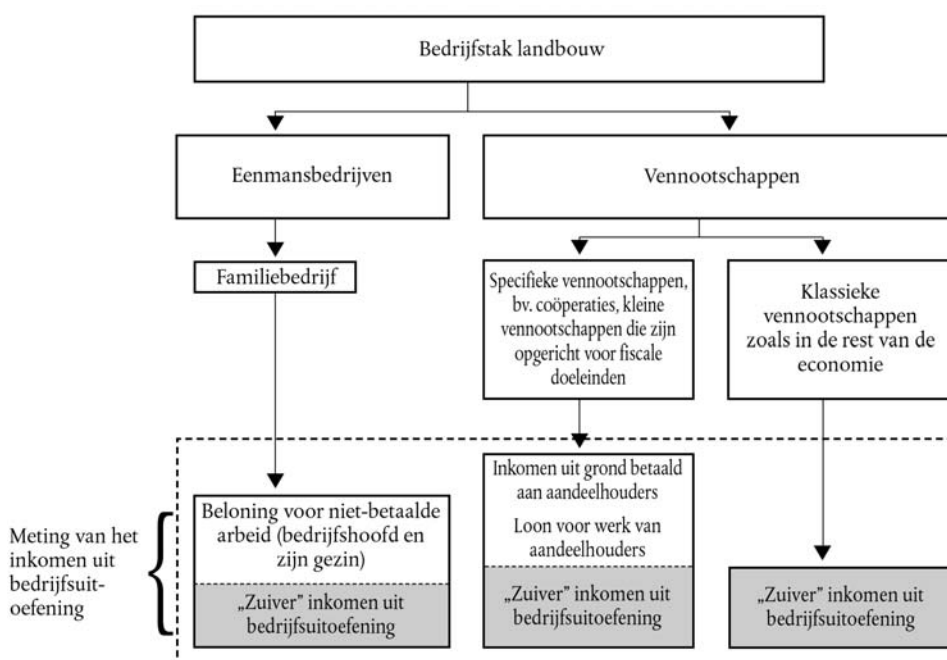 Bedrijfstak landbouw
Eenmansbedrijven
Vennootschappen
Familiebedrijf
Specifieke vennootschappen,
bv. coöperaties, kleine
vennootschappen die zijn
opgericht voor fiscale
doeleinden
Klassieke
vennootschappen
zoals in de rest van de
economie
Meting van het
inkomen uit
bedrijfsuit-
oefening
Beloning voor niet-betaalde
arbeid (bedrijfshoofd en
zijn gezin)
„Zuiver” inkomen uit
bedrijfsuitoefening
Inkomen uit grond betaald
aan aandeelhouders
Loon voor werk van
aandeelhouders
„Zuiver” inkomen uit
bedrijfsuitoefening
„Zuiver” inkomen uit
bedrijfsuitoefening